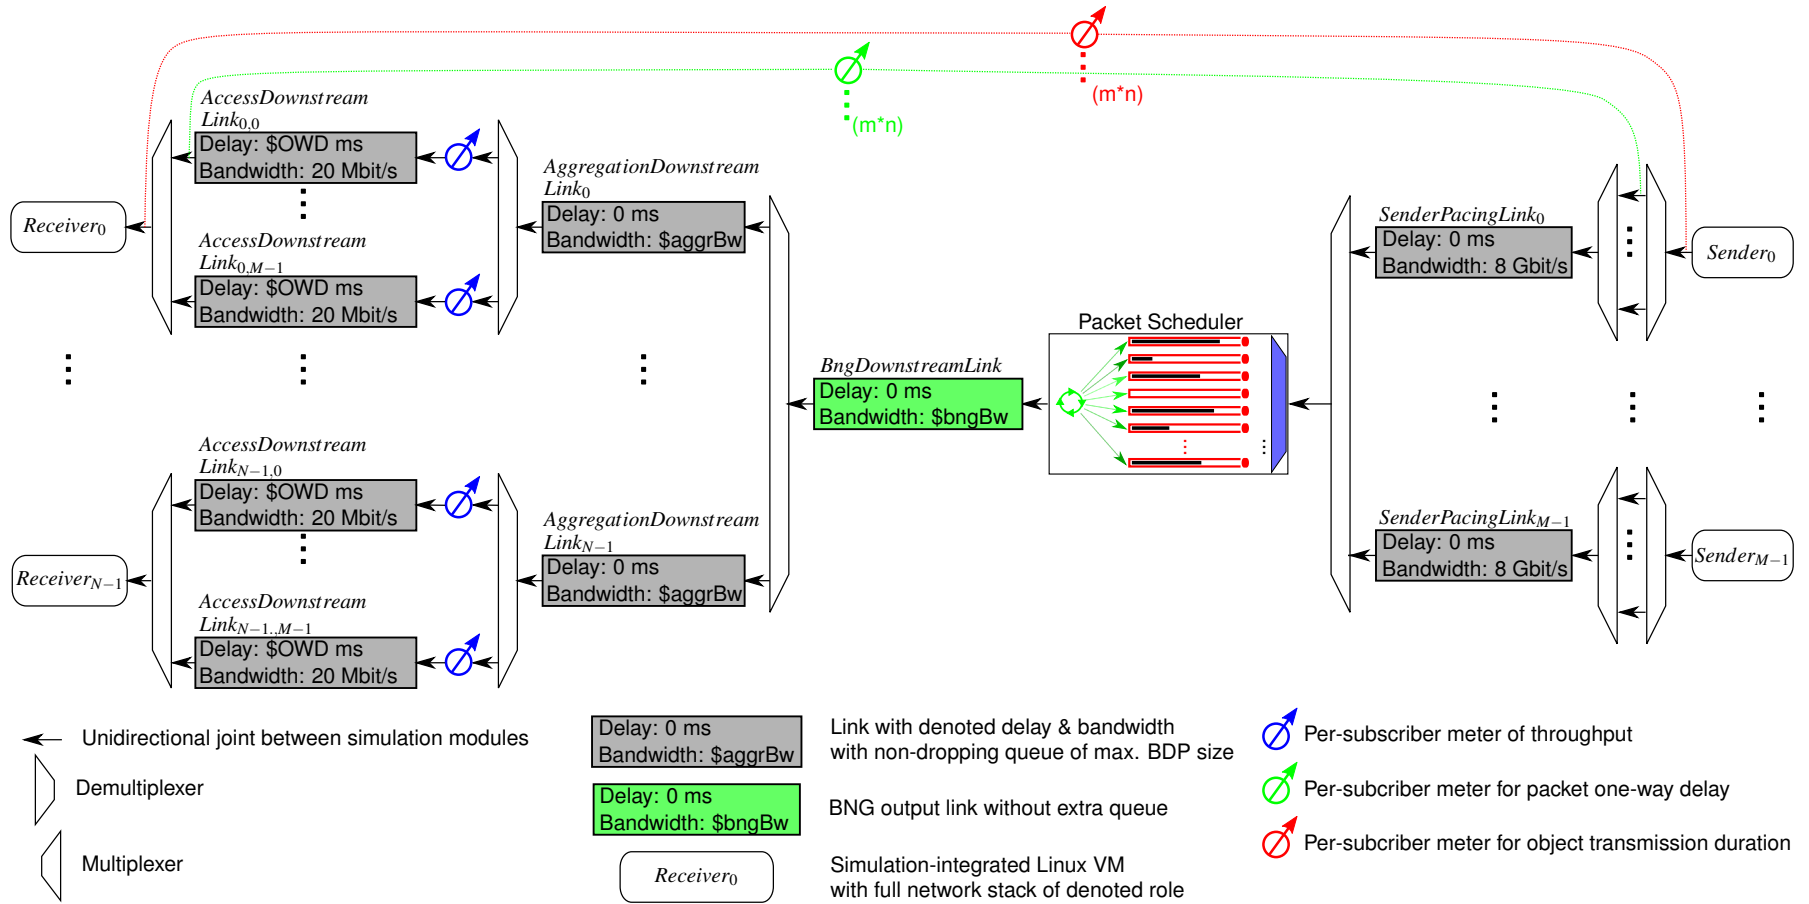 (m*n)
(m*n)
AccessDownstream
Link0,0
Delay: $OWD ms
Bandwidth: 20 Mbit/s
AccessDownstream
Link0,M−1
Delay: $OWD ms
Bandwidth: 20 Mbit/s
Receiver0
AggregationDownstream
Link0
Delay: 0 ms
Bandwidth: $aggrBw
SenderPacingLink0
Delay: 0 ms
Bandwidth: 8 Gbit/s
Sender0
Packet Scheduler
BngDownstreamLink
Delay: 0 ms
Bandwidth: $bngBw
AccessDownstream
LinkN−1,0
Delay: $OWD ms
Bandwidth: 20 Mbit/s
AccessDownstream
LinkN−1.,M−1
Delay: $OWD ms
Bandwidth: 20 Mbit/s
ReceiverN−1
AggregationDownstream
LinkN−1
Delay: 0 ms
Bandwidth: $aggrBw
SenderPacingLinkM−1
Delay: 0 ms
Bandwidth: 8 Gbit/s
SenderM−1
Unidirectional joint between simulation modules
Demultiplexer
Multiplexer
Delay: 0 ms
Bandwidth: $aggrBw
Link with denoted delay & bandwidth
with non-dropping queue of max. BDP size
Delay: 0 ms
Bandwidth: $bngBw
BNG output link without extra queue
Receiver0
Simulation-integrated Linux VM
with full network stack of denoted role
Per-subscriber meter of throughput
Per-subcriber meter for packet one-way delay
Per-subcriber meter for object transmission duration